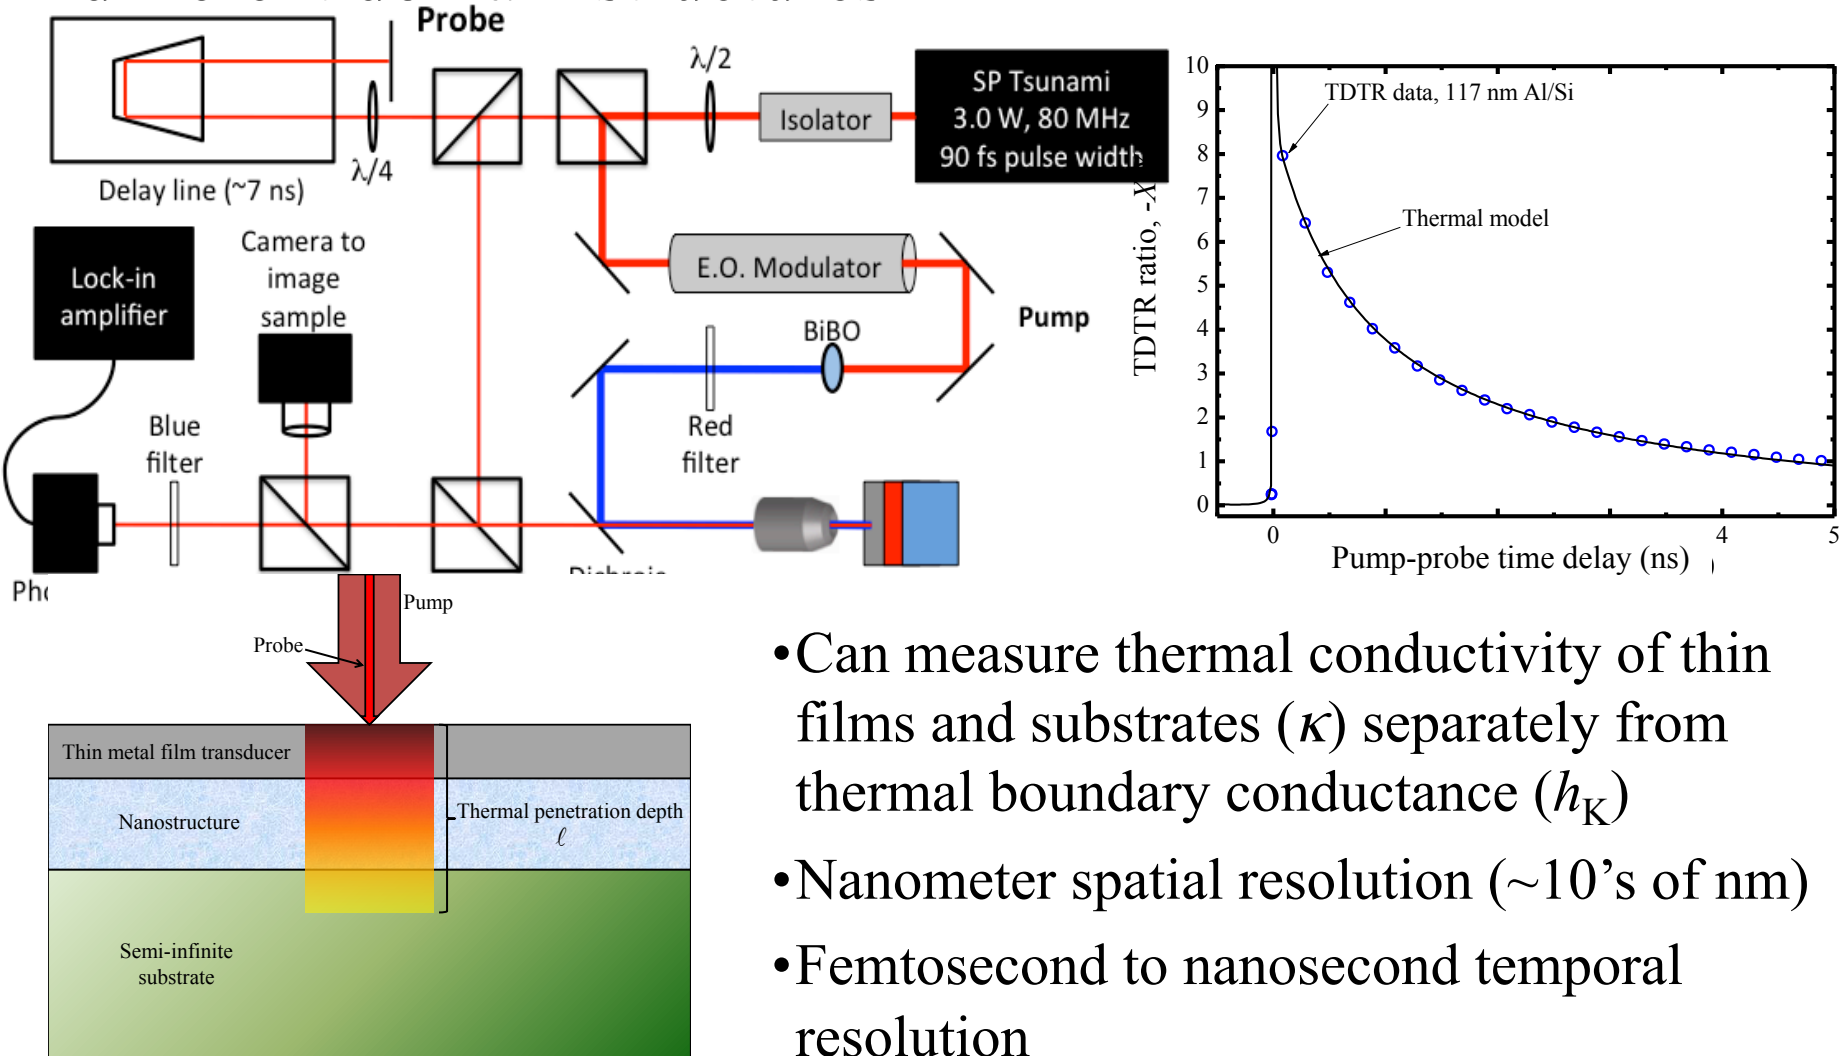 Probe
λ/2
SP Tsunami
3.0 W, 80 MHz
90 fs pulse width
Isolator
λ/4
Delay line (~7 ns)
Camera to
image
sample
Lock-in
amplifier
E.O. Modulator
Pump
BiBO
Blue
filter
Red
filter
10
9
8
7
6
5
4
3
2
1
0
TDTR ratio, -X
TDTR data, 117 nm Al/Si
Thermal model
0
4
5
Pump-probe time delay (ns)
Pump
Probe
Thin metal film transducer
Nanostructure
Thermal penetration depth
ℓ
Semi-infinite
substrate
•Can measure thermal conductivity of thin
films and substrates (κ) separately from
thermal boundary conductance (hK)
•Nanometer spatial resolution (~10’s of nm)
•Femtosecond to nanosecond temporal
resolution